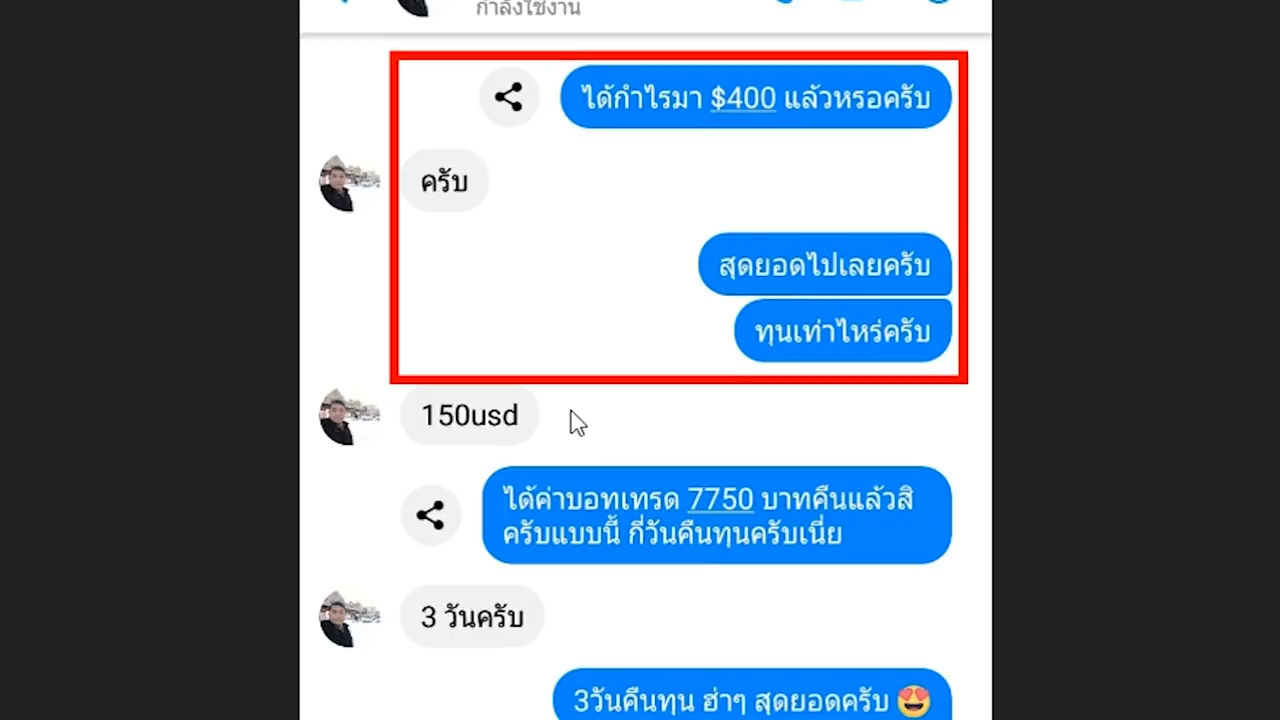 กำลังใช้งาน
ได้กำไรมา $400 แล้วหรอครับ
ครับ
สุดยอดไปเลยครับ
ทุนเท่าไหร่ครับ
150usd
ได้ค่าบอทเทรด 7750 บาทคืนแล้วสิ
ครับแบบนี้ กี่วันคืนทุนครับเนี่ย
3 วันครับ
3วันคืนทุน ฮ่าๆ สุดยอดครับ 😍